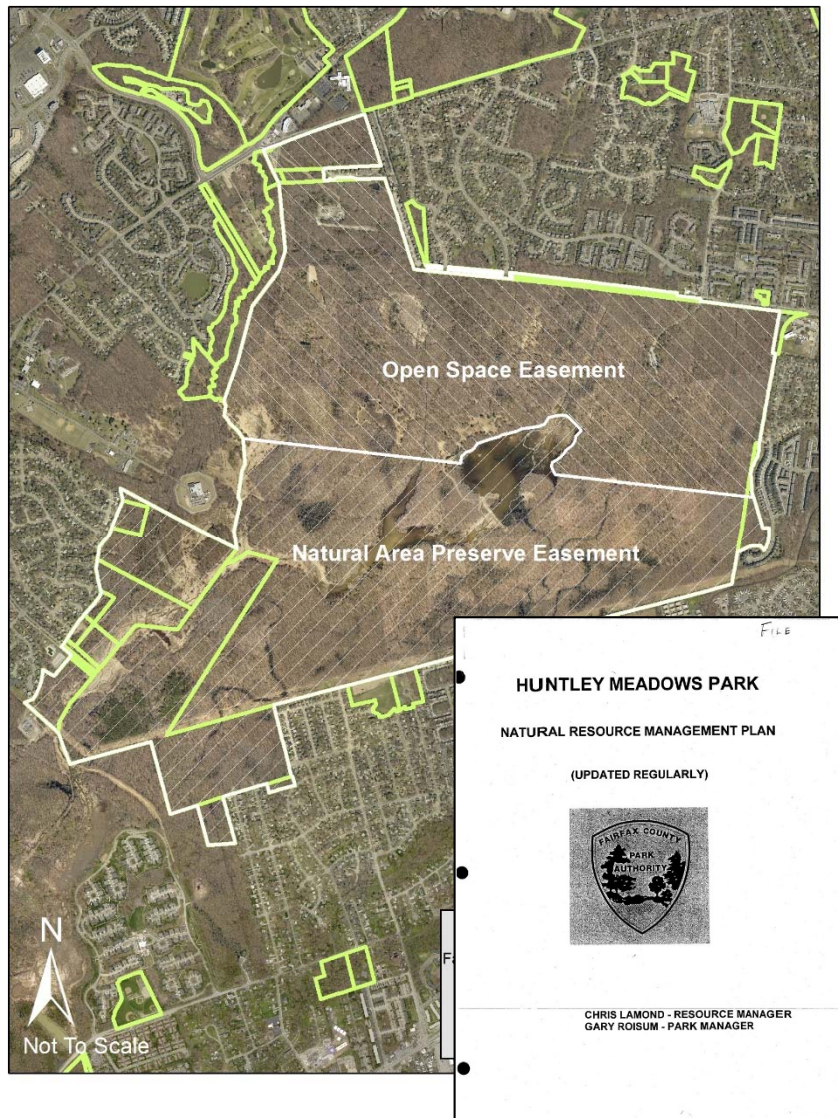 Open Space Easement
Natural Area Preserve Easement
N
Not To Scale
FILE
HUNTLEY MEADOWS PARK
NATURAL RESOURCE MANAGEMENT PLAN
(UPDATED REGULARLY)
FAIRFAX COUNTY
PARK
AUTHORITY
CHRIS LAMOND - RESOURCE MANAGER
GARY ROISUM - PARK MANAGER